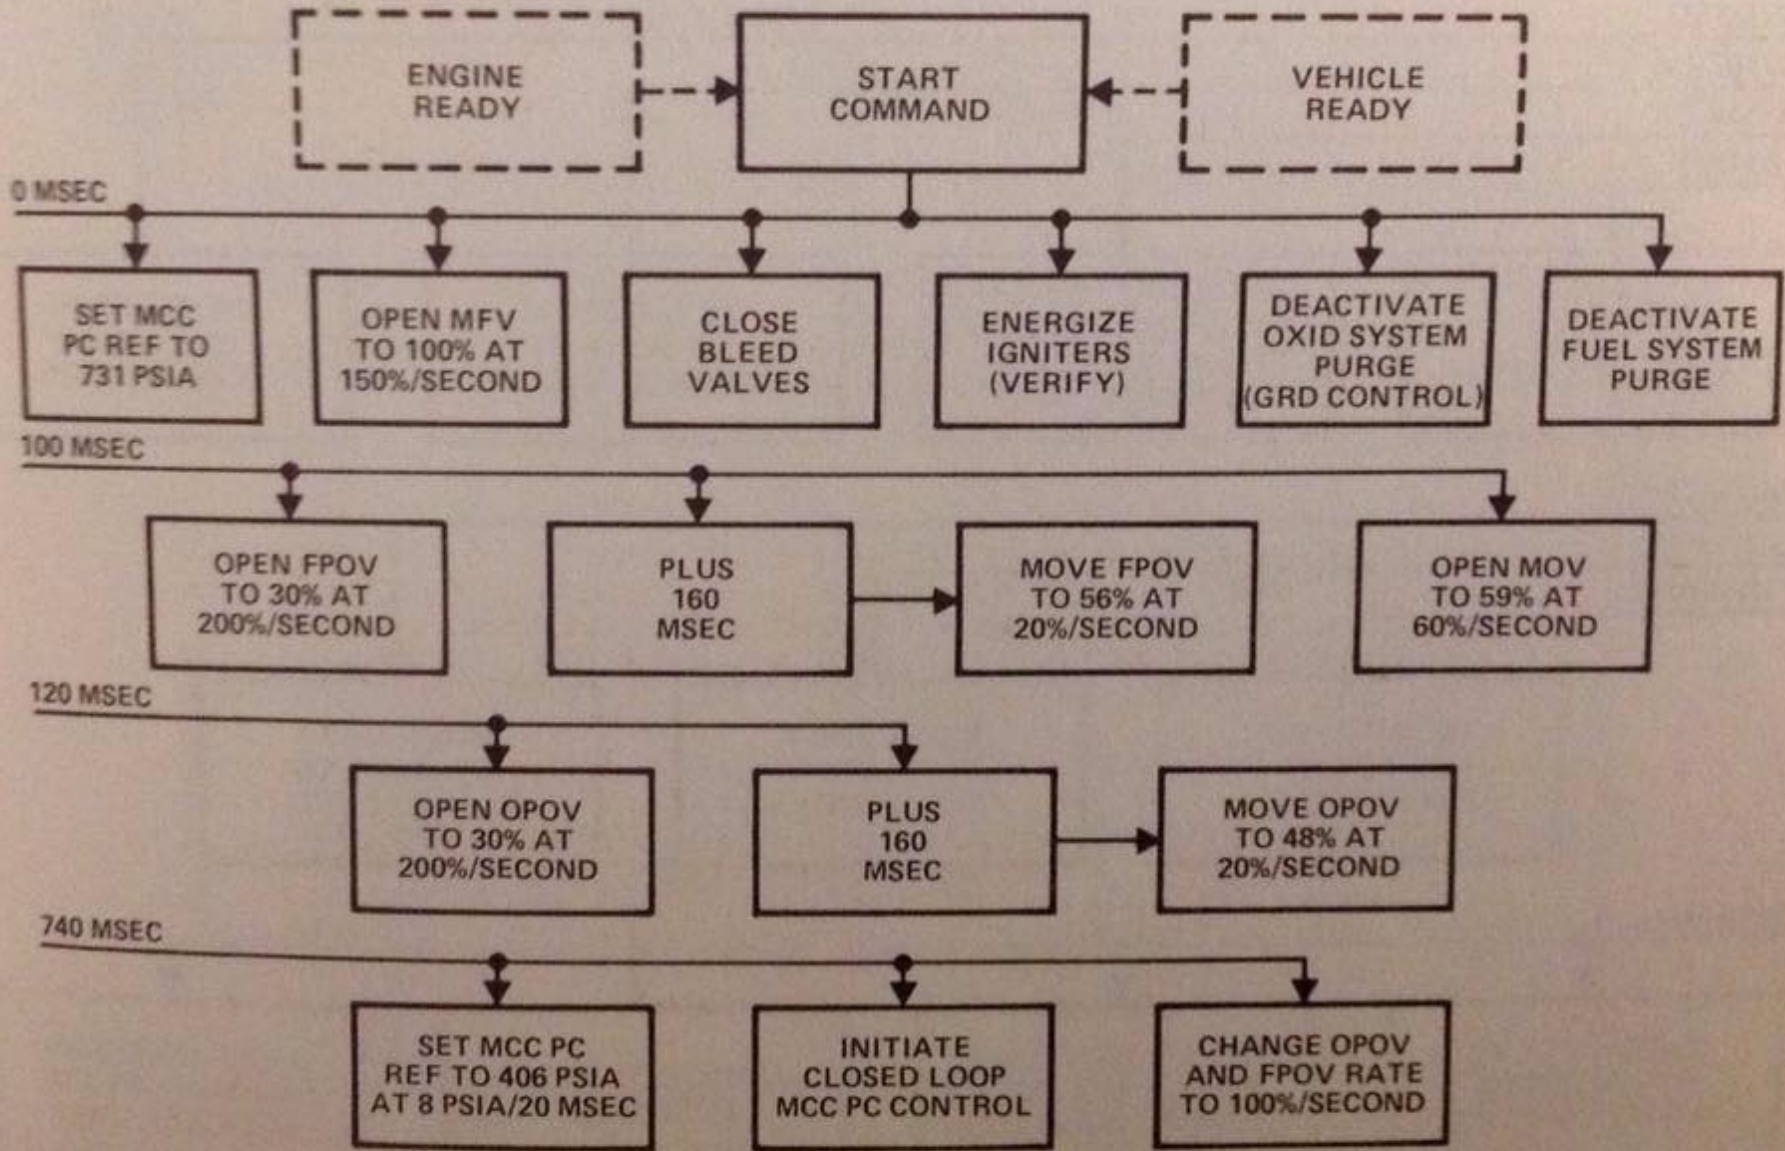 ENGINE
READY
START
COMMAND
VEHICLE
READY
0 MSEC
SET MCC
PC REF TO
731 PSIA
OPEN MFV
TO 100% AT
150%/SECOND
CLOSE
BLEED
VALVES
ENERGIZE
IGNITERS
(VERIFY)
DEACTIVATE
OXID SYSTEM
PURGE
(GRD CONTROL)
DEACTIVATE
FUEL SYSTEM
PURGE
100 MSEC
OPEN FPOV
TO 30% AT
200%/SECOND
PLUS
160
MSEC
MOVE FPOV
TO 56% AT
20%/SECOND
OPEN MOV
TO 59% AT
60%/SECOND
120 MSEC
OPEN OPOV
TO 30% AT
200%/SECOND
PLUS
160
MSEC
MOVE OPOV
TO 48% AT
20%/SECOND
740 MSEC
SET MCC PC
REF TO 406 PSIA
AT 8 PSIA/20 MSEC
INITIATE
CLOSED LOOP
MCC PC CONTROL
CHANGE OPOV
AND FPOV RATE
TO 100%/SECOND